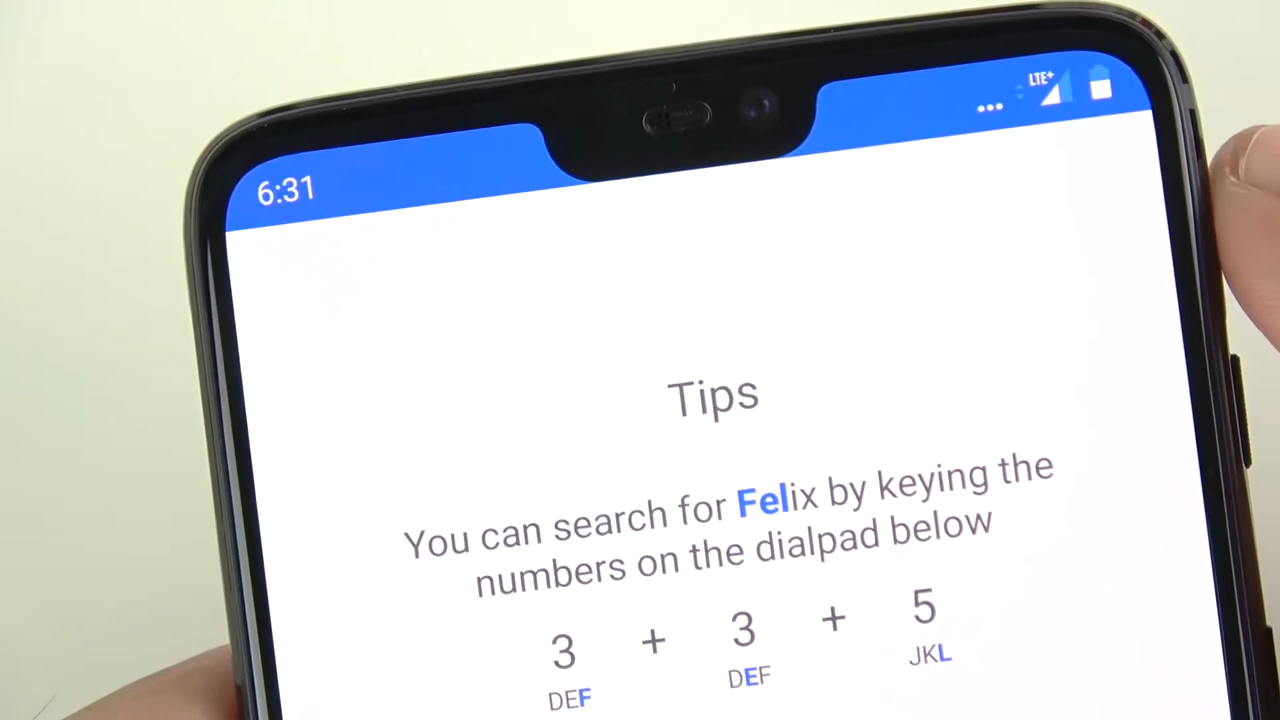 6:31
LTE+
Tips
You can search for Felix by keying the
numbers on the dialpad below
3 + 3 + 5
DEF DEF JKL